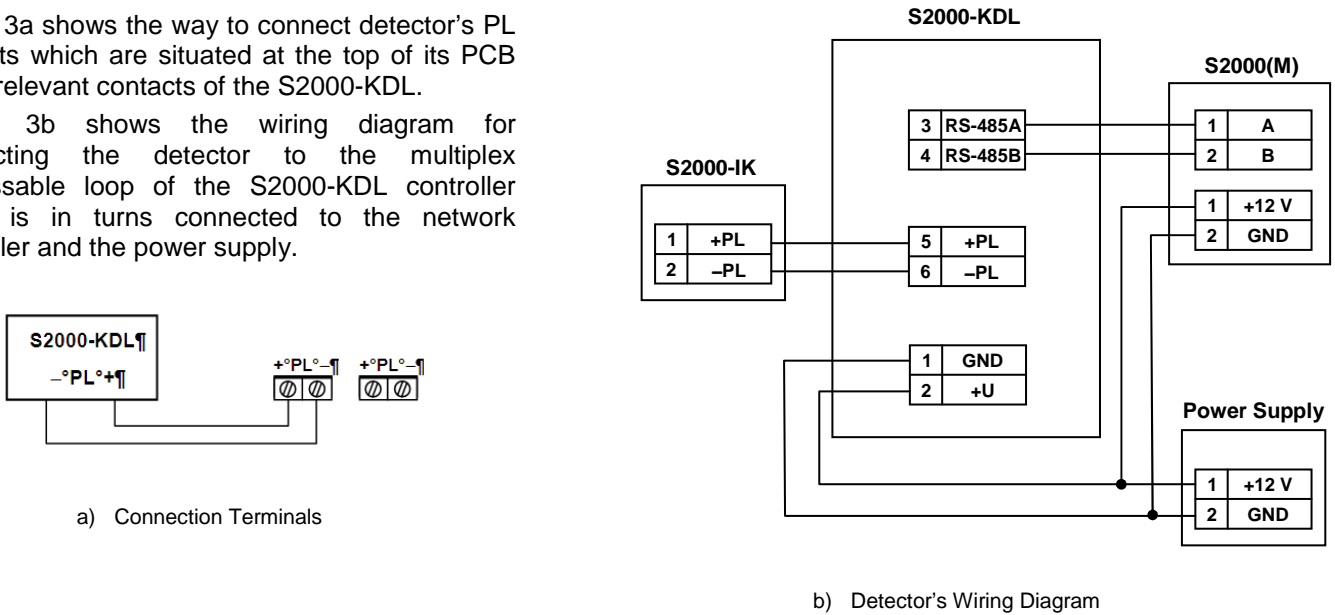 3a shows the way to connect detector's PL
ts which are situated at the top of its PCB
relevant contacts of the S2000-KDL.
3b shows the wiring diagram for
cting the detector to the multiplex
ssable loop of the S2000-KDL controller
is in turns connected to the network
ler and the power supply.
S2000-KDL¶
–°PL°+¶
+°PL°–¶ +°PL°–¶
a) Connection Terminals
S2000-KDL
S2000(M)
3 RS-485A
4 RS-485B
1 A
2 B
S2000-IK
1 +12 V
2 GND
1 +PL
2 –PL
5 +PL
6 –PL
1 GND
2 +U
Power Supply
1 +12 V
2 GND
b) Detector's Wiring Diagram